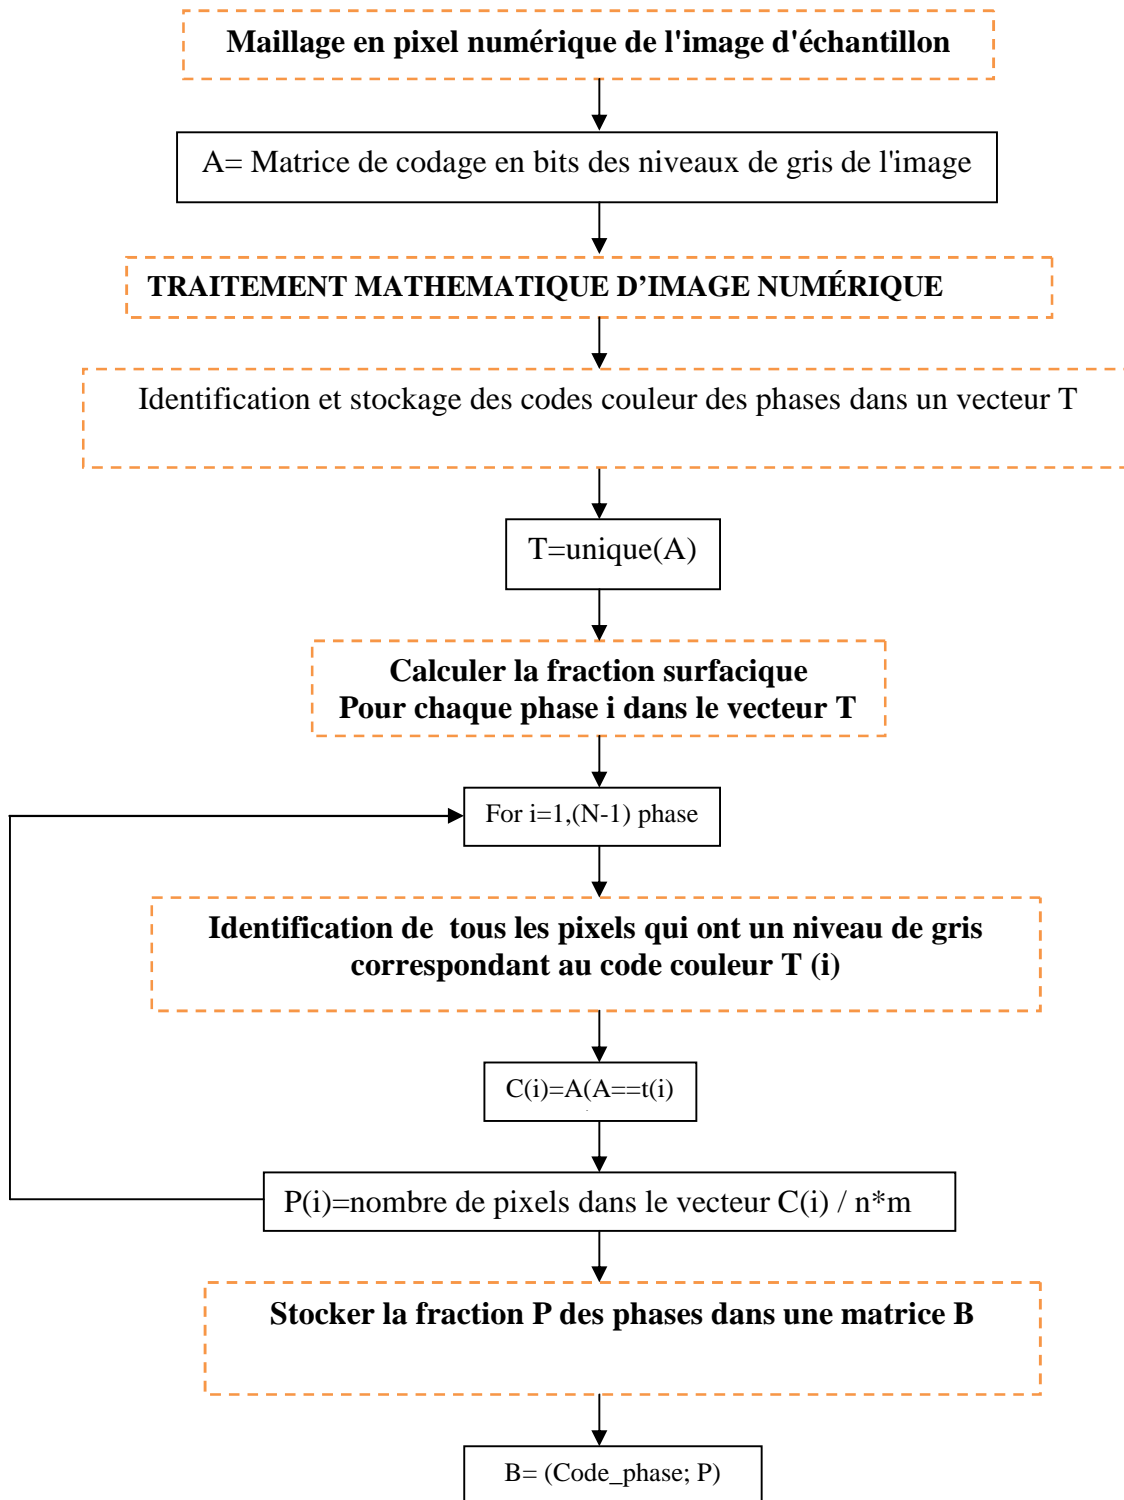 Maillage en pixel numérique de l'image d'échantillon
A= Matrice de codage en bits des niveaux de gris de l'image
TRAITEMENT MATHEMATIQUE D’IMAGE NUMÉRIQUE
Identification et stockage des codes couleur des phases dans un vecteur T
T=unique(A)
Calculer la fraction surfacique
Pour chaque phase i dans le vecteur T
For i=1,(N-1) phase
Identification de  tous les pixels qui ont un niveau de gris
correspondant au code couleur T (i)
C(i)=A(A==t(i)
P(i)=nombre de pixels dans le vecteur C(i) / n*m
Stocker la fraction P des phases dans une matrice B
B= (Code_phase; P)